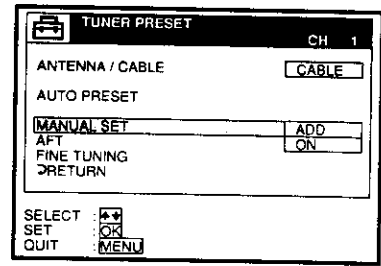 TUNER PRESET
CH 1
ANTENNA / CABLE CABLE
AUTO PRESET
MANUAL SET ADD
AFT ON
FINE TUNING
RETURN
SELECT :
SET : OK
QUIT : MENU